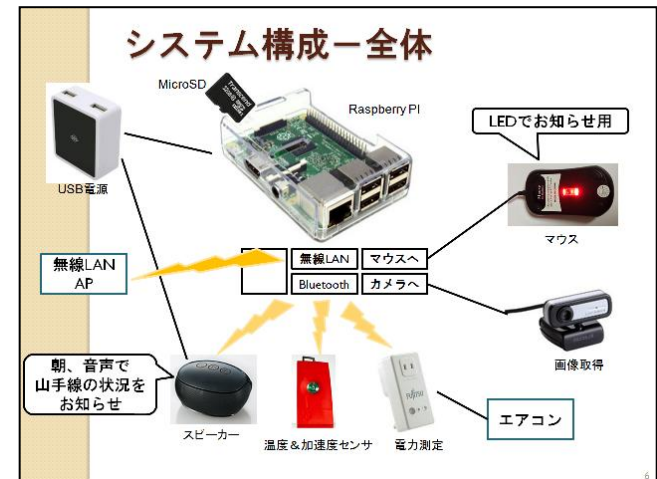 システム構成－全体
MicroSD
Transcend
Raspberry PI
LEDでお知らせ用
USB電源
マウス
無線LAN
AP
無線LAN
マウスへ
Bluetooth
カメラへ
画像取得
朝、音声で
山手線の状況を
お知らせ
スピーカー
温度＆加速度センサ
FUJITSU
電力測定
エアコン
6